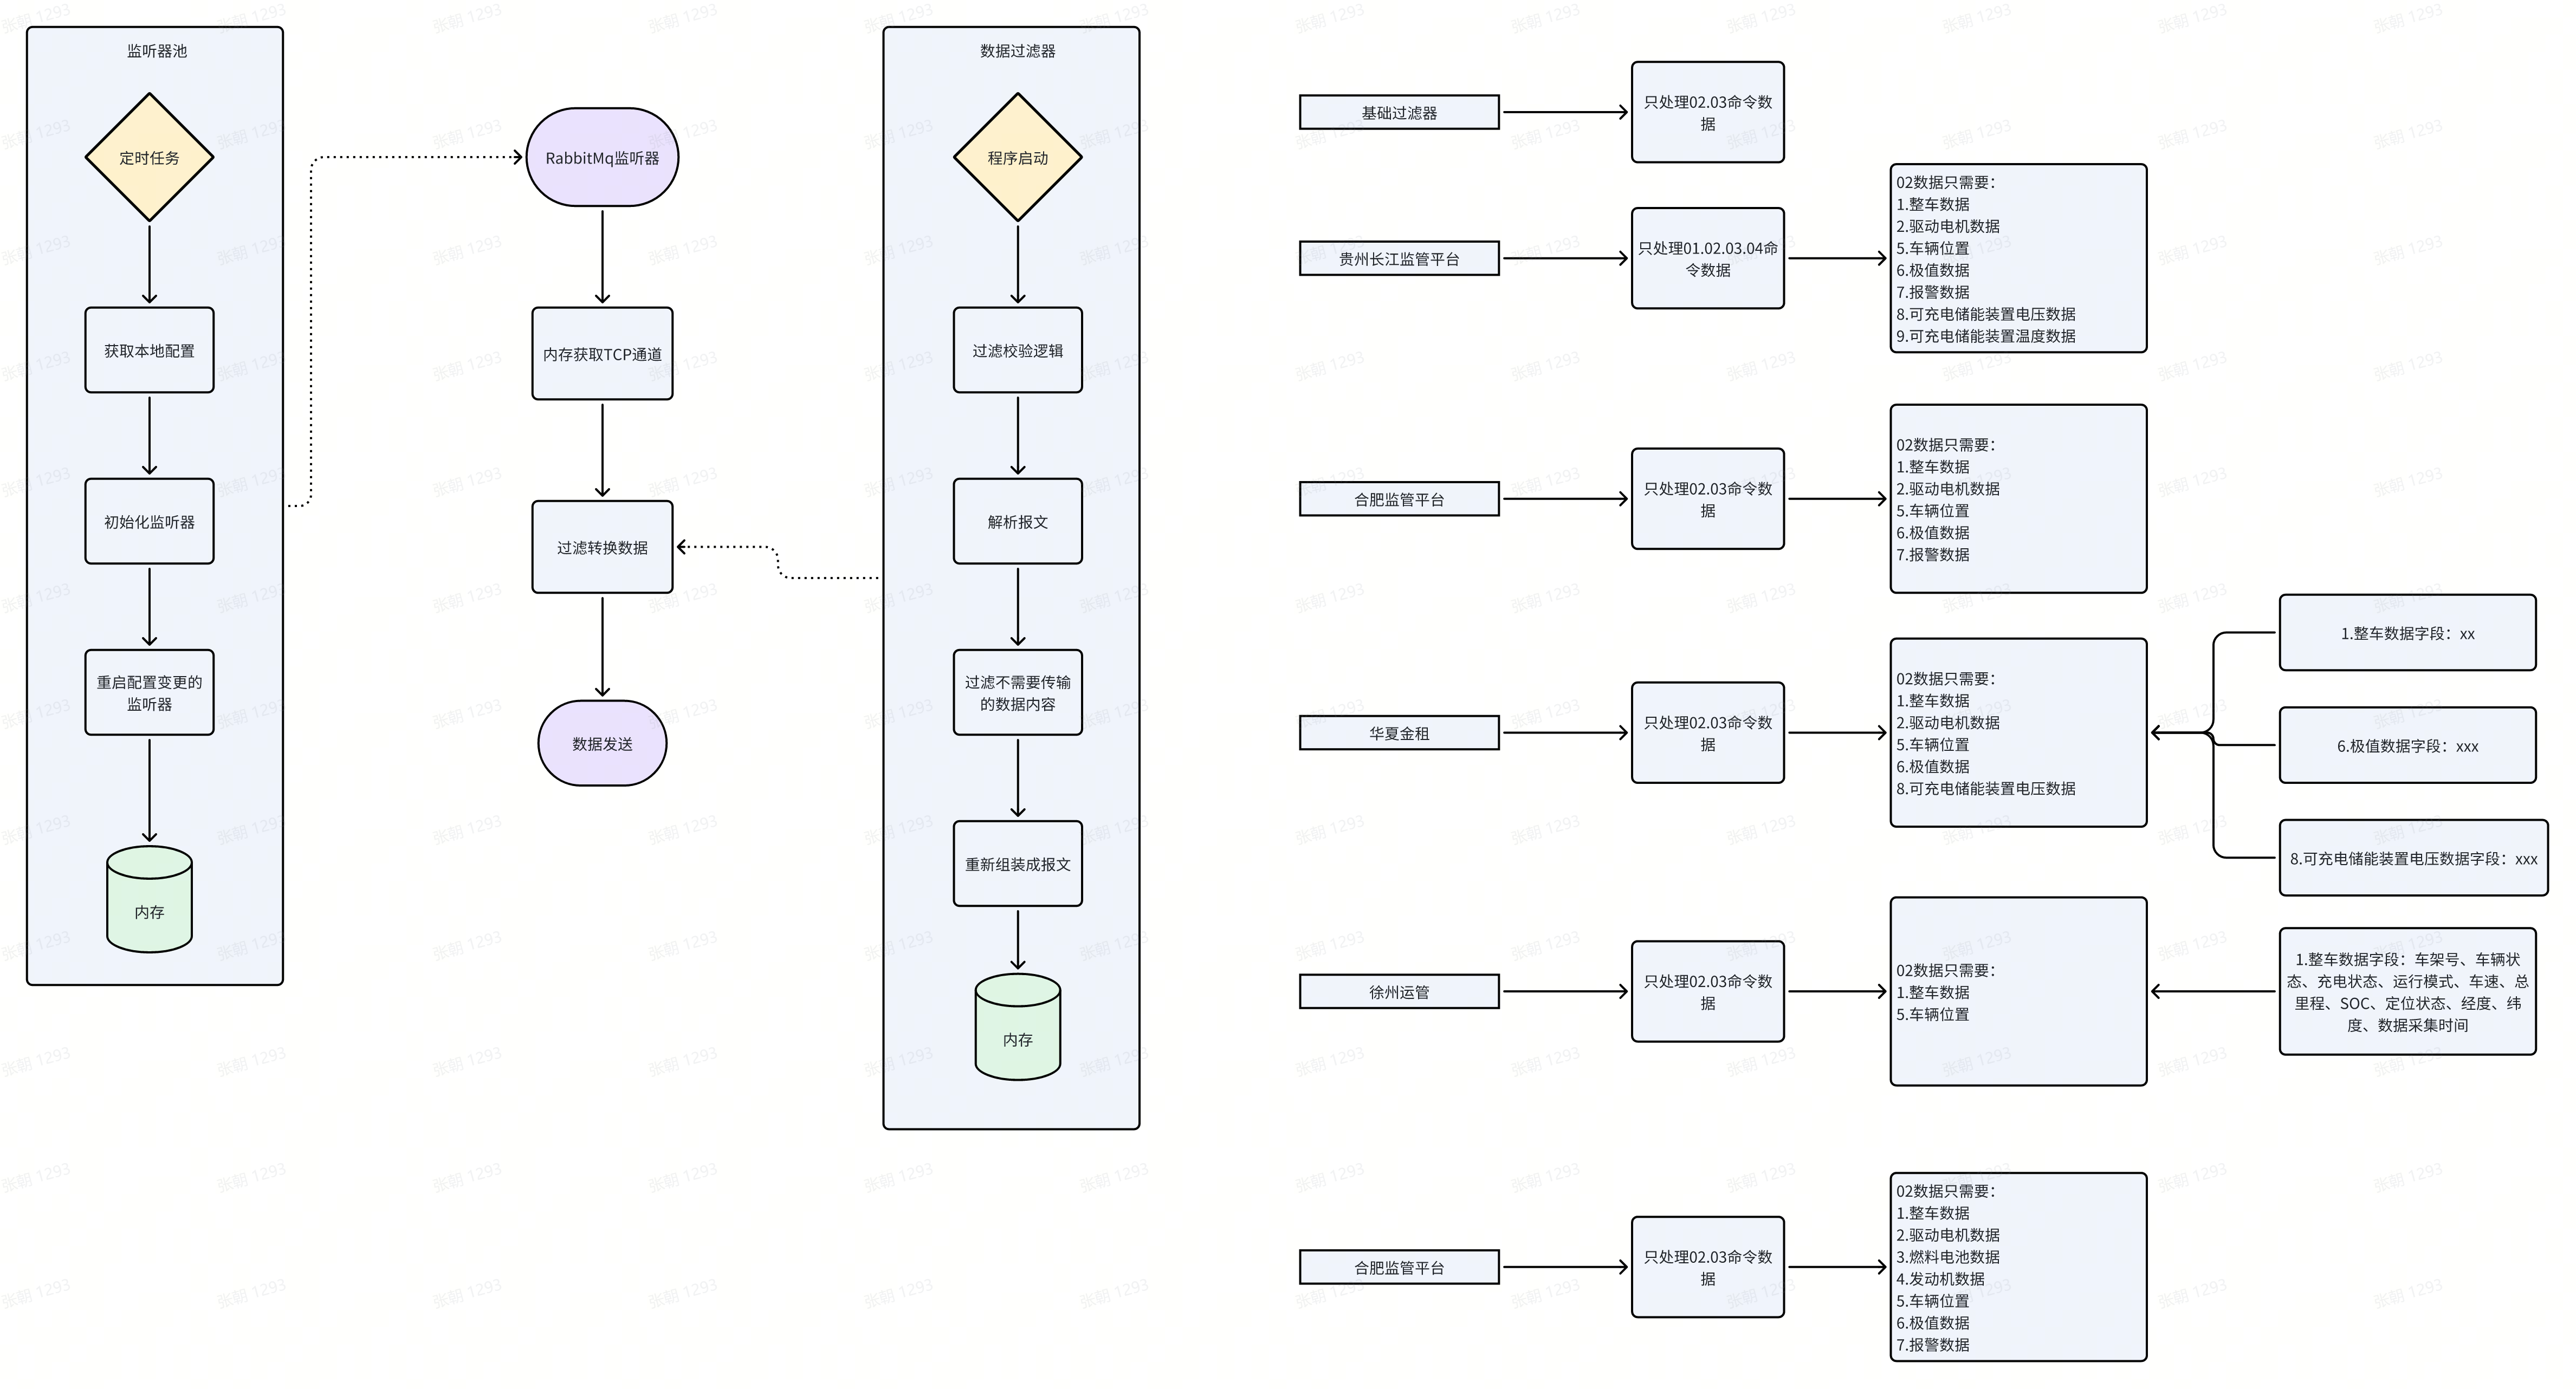 监听器池
定时任务
获取本地配置
初始化监听器
重启配置变更的
监听器
内存
RabbitMq监听器
内存获取TCP通道
过滤转换数据
数据发送
数据过滤器
程序启动
过滤校验逻辑
解析报文
过滤不需要传输
的数据内容
重新组装成报文
内存
基础过滤器
只处理02.03命令数
据
贵州长江监管平台
只处理01.02.03.04命
令数据
02数据只需要：
1.整车数据
2.驱动电机数据
5.车辆位置
6.极值数据
7.报警数据
8.可充电储能装置电压数据
9.可充电储能装置温度数据
合肥监管平台
只处理02.03命令数
据
02数据只需要：
1.整车数据
2.驱动电机数据
5.车辆位置
6.极值数据
7.报警数据
华夏金租
只处理02.03命令数
据
02数据只需要：
1.整车数据
2.驱动电机数据
5.车辆位置
6.极值数据
8.可充电储能装置电压数据
1.整车数据字段：xx
6.极值数据字段：xxx
8.可充电储能装置电压数据字段：xxx
徐州运管
只处理02.03命令数
据
02数据只需要：
1.整车数据
5.车辆位置
1.整车数据字段：车架号、车辆状
态、充电状态、运行模式、车速、总
里程、SOC、定位状态、经度、纬
度、数据采集时间
合肥监管平台
只处理02.03命令数
据
02数据只需要：
1.整车数据
2.驱动电机数据
3.燃料电池数据
4.发动机数据
5.车辆位置
6.极值数据
7.报警数据
张朝 1293